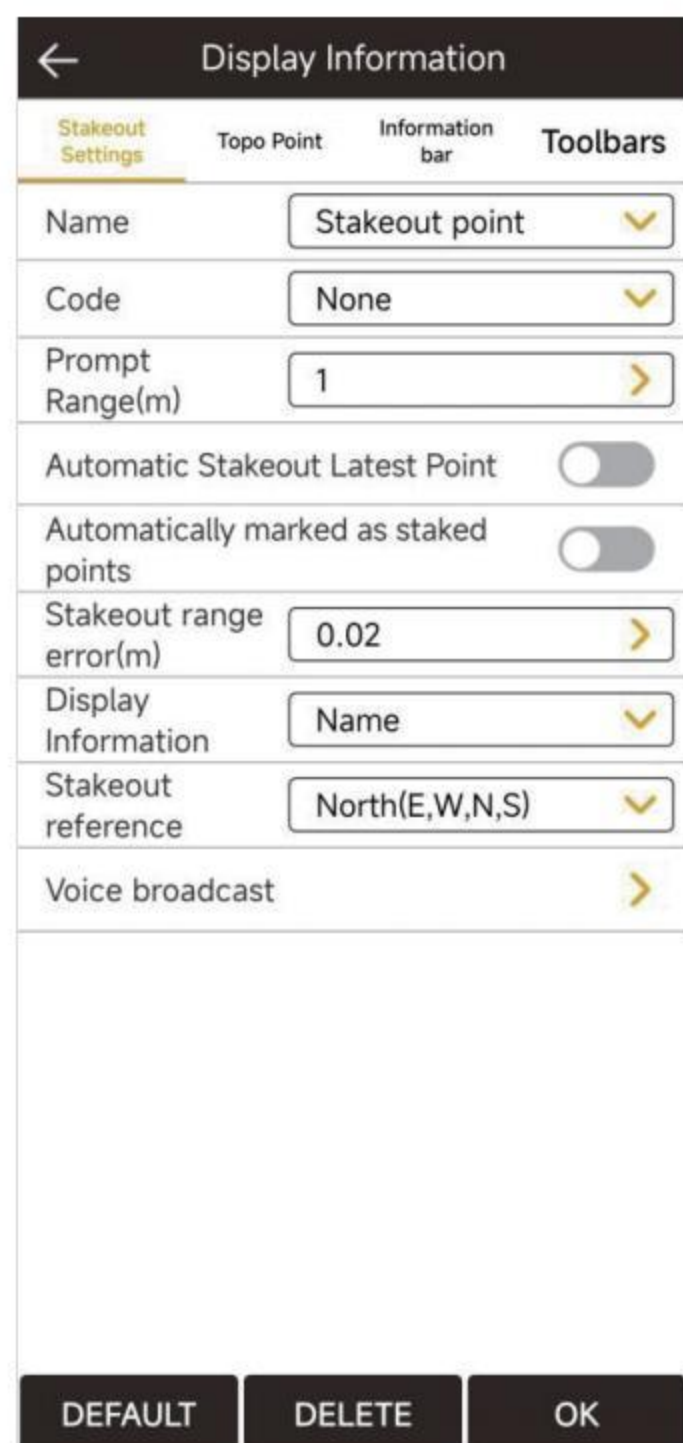 Display Information
Stakeout
Settings
Topo Point
Information
bar
Toolbars
Name
Stakeout point
Code
None
Prompt
Range(m)
1
Automatic Stakeout Latest Point
Automatically marked as staked
points
Stakeout range
error(m)
0.02
Display
Information
Name
Stakeout
reference
North(E,W,N,S)
Voice broadcast
DEFAULT
DELETE
OK